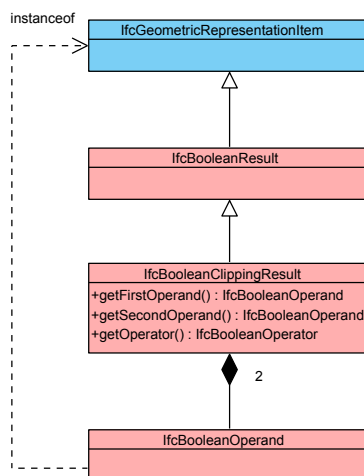 instanceof
IfcGeometricRepresentationItem
IfcBooleanResult
IfcBooleanClippingResult
+getFirstOperand() : IfcBooleanOperand
+getSecondOperand() : IfcBooleanOperand
+getOperator() : IfcBooleanOperator
2
IfcBooleanOperand